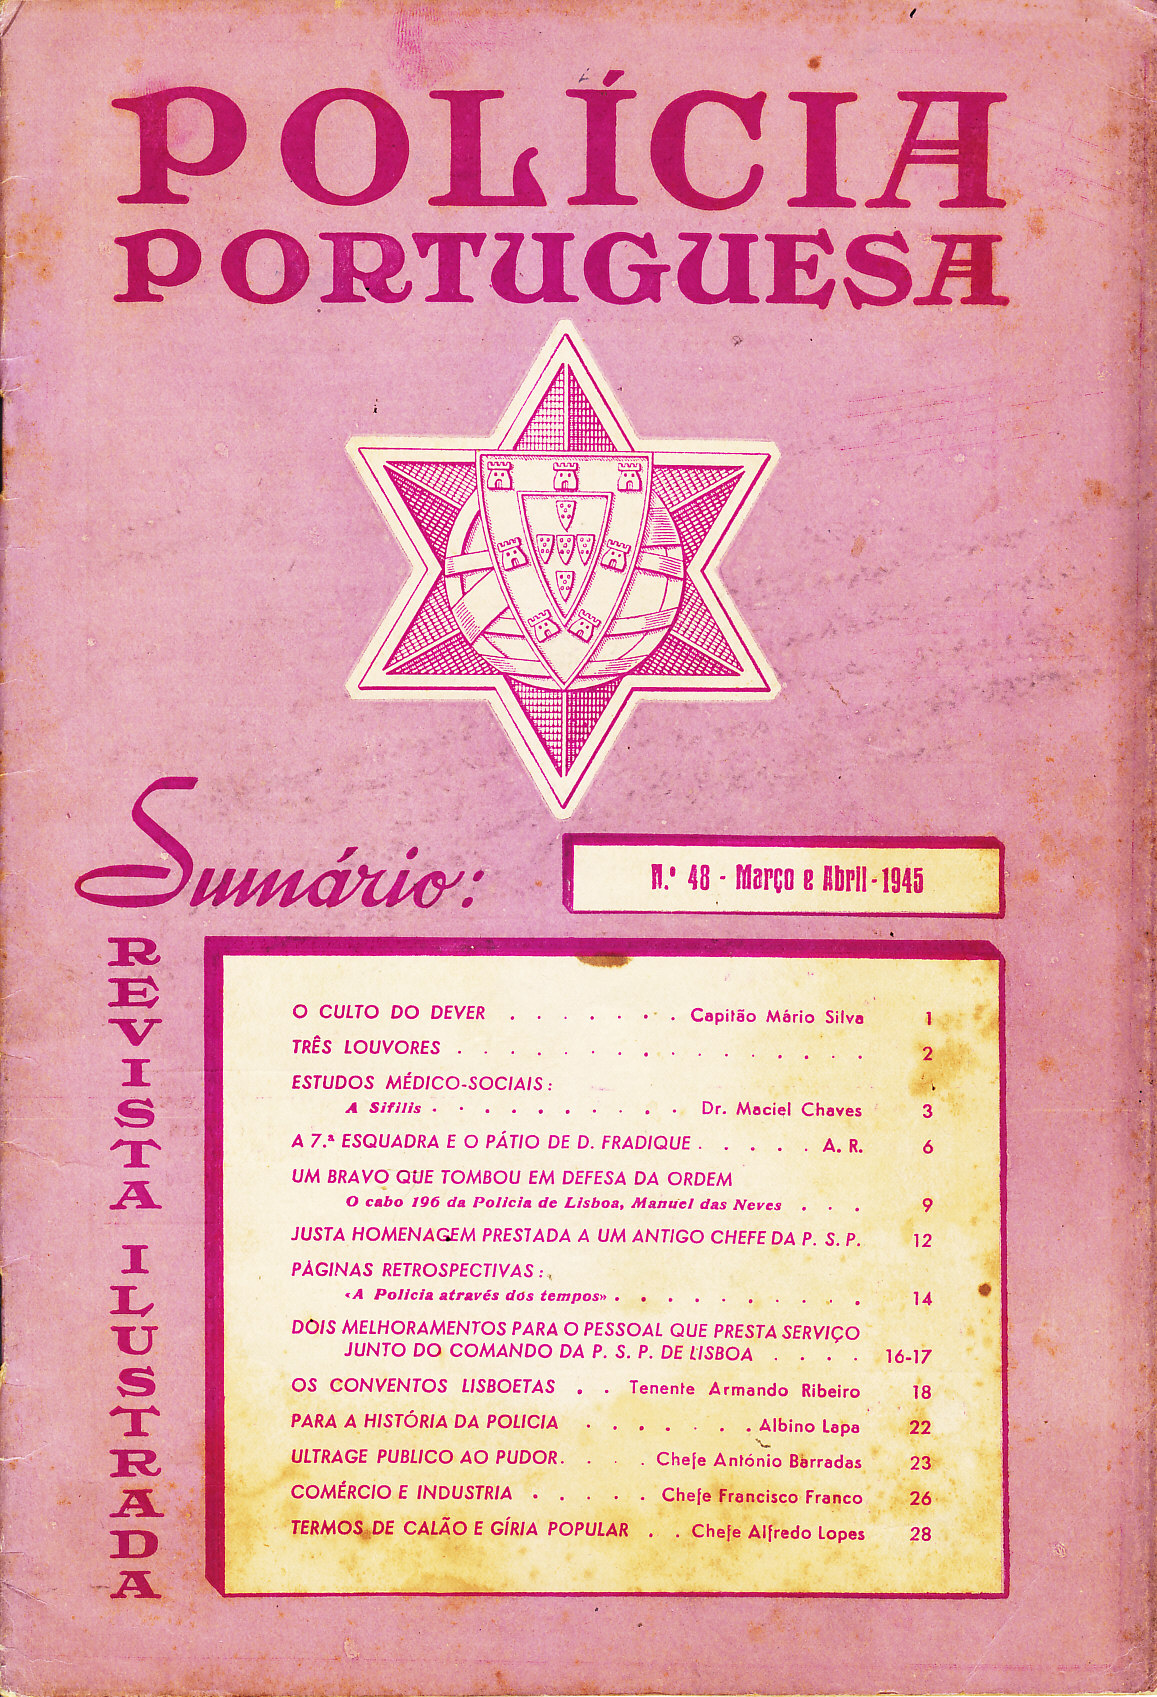 POLÍCIA
PORTUGUESA
Sumário:
N.º 48 - Março e Abril - 1945
REVISTA ILUSTRADA
O CULTO DO DEVER . . . . . . . Capitão Mário Silva 1
TRÊS LOUVORES . . . . . . . . . . . . . . . . 2
ESTUDOS MÉDICO-SOCIAIS:
A Sifilis . . . . . . . . . . Dr. Maciel Chaves 3
A 7.ª ESQUADRA E O PÁTIO DE D. FRADIQUE . . . . . A. R. 6
UM BRAVO QUE TOMBOU EM DEFESA DA ORDEM
O cabo 196 da Policia de Lisboa, Manuel das Neves . . . 9
JUSTA HOMENAGEM PRESTADA A UM ANTIGO CHEFE DA P. S. P. 12
PÁGINAS RETROSPECTIVAS:
«A Policia através dos tempos» . . . . . . . . . . 14
DOIS MELHORAMENTOS PARA O PESSOAL QUE PRESTA SERVIÇO
JUNTO DO COMANDO DA P. S. P. DE LISBOA . . . . 16-17
OS CONVENTOS LISBOETAS . . Tenente Armando Ribeiro 18
PARA A HISTÓRIA DA POLICIA . . . . . . . Albino Lapa 22
ULTRAGE PUBLICO AO PUDOR. . . . Chefe António Barradas 23
COMÉRCIO E INDUSTRIA . . . . . Chefe Francisco Franco 26
TERMOS DE CALÃO E GÍRIA POPULAR . . Chefe Alfredo Lopes 28